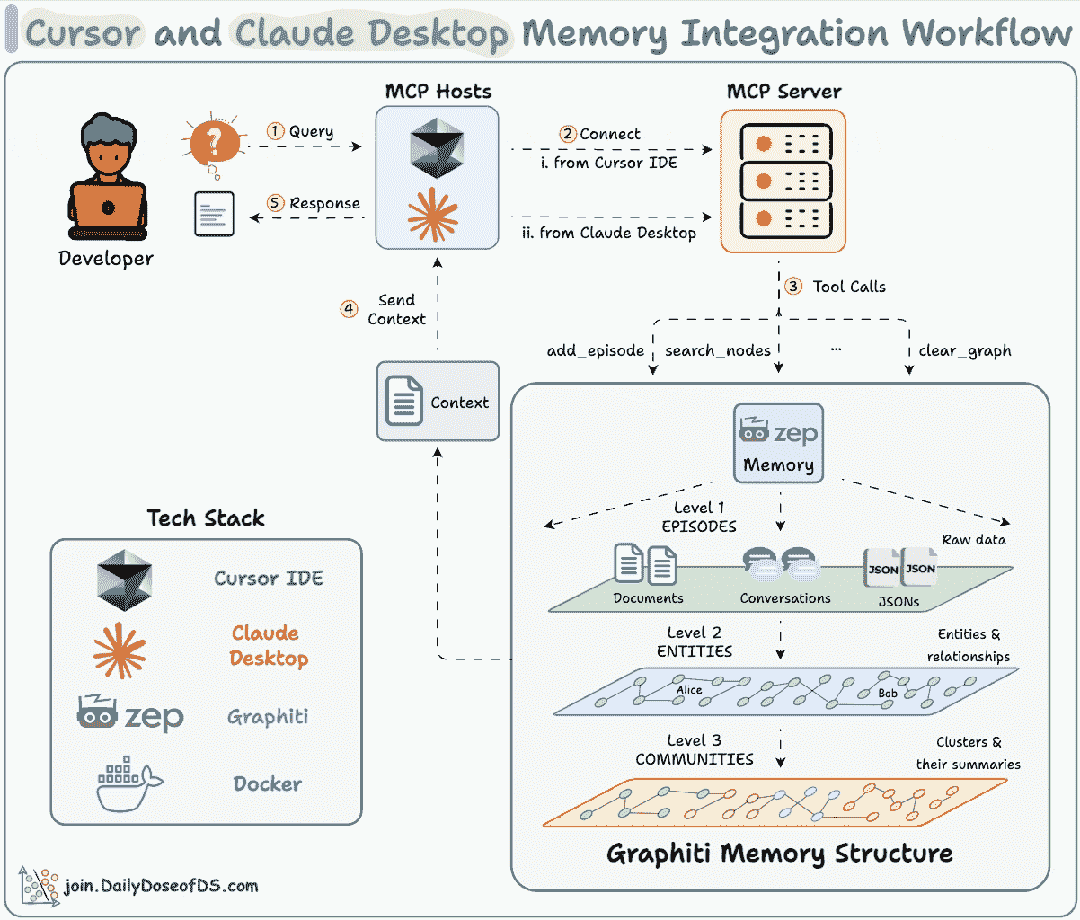 Cursor and Claude Desktop Memory Integration Workflow
MCP Hosts
MCP Server
1 Query
2 Connect
i. from Cursor IDE
5 Response
ii. from Claude Desktop
Developer
3 Tool Calls
4 Send
Context
add_episode
search_nodes
...
clear_graph
Context
zep
Memory
Level 1
EPISODES
Raw data
JSON
JSON
Documents
Conversations
JSONs
Level 2
ENTITIES
Entities &
relationships
Alice
Bob
Level 3
COMMUNITIES
Clusters &
their summaries
Graphiti Memory Structure
Tech Stack
Cursor IDE
Claude
Desktop
zep
Graphiti
Docker
join.DailyDoseofDS.com